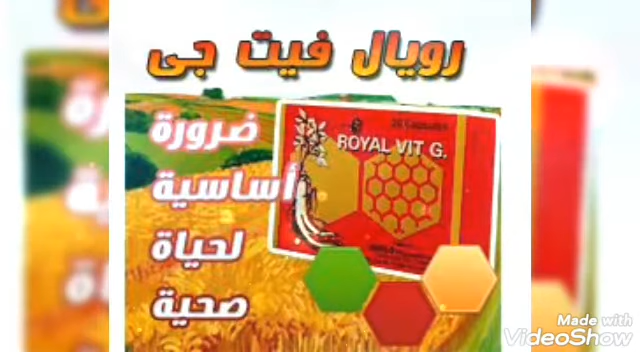 رويال فيت جى
ضرورة
أساسية
لحياة
صحية
20 Capsules
ROYAL VIT G.
Made with
VideoShow